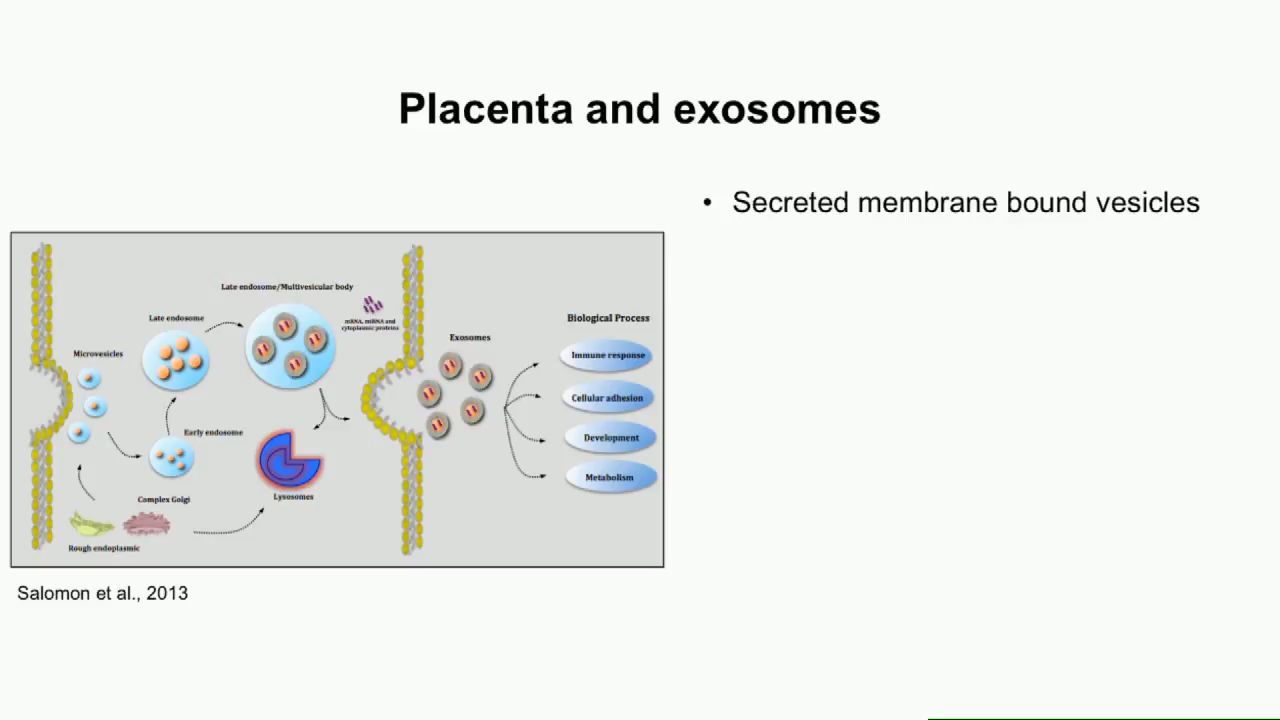 Placenta and exosomes
• Secreted membrane bound vesicles
Late endosome/Multivesicular body
Late endosome
mRNA, miRNA and
cytoplasmic proteins
Biological Process
Exosomes
Microvesicles
Immune response
Cellular adhesion
Early endosome
Development
Metabolism
Complex Golgi
Lysosomes
Rough endoplasmic
Salomon et al., 2013